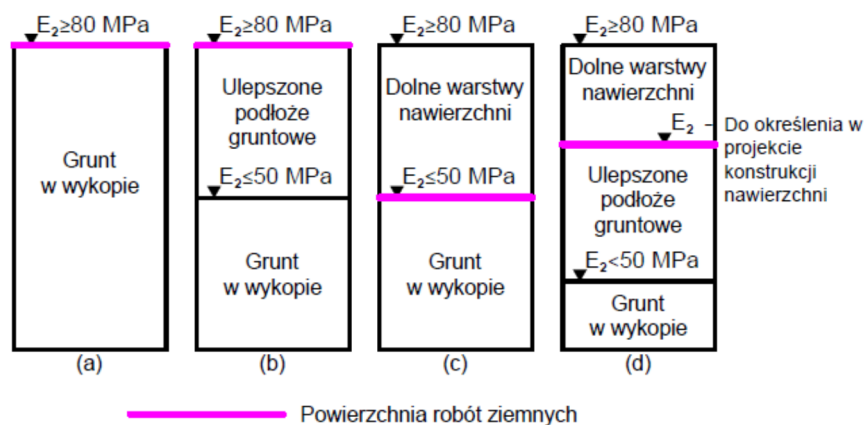 E₂≥80 MPa
Grunt
w wykopie
(a)
E₂≥80 MPa
Ulepszone
podłoże
gruntowe
E₂≤50 MPa
Grunt
w wykopie
(b)
E₂≥80 MPa
Dolne warstwy
nawierzchni
E₂≤50 MPa
Grunt
w wykopie
(c)
E₂≥80 MPa
Dolne warstwy
nawierzchni
E₂ – Do określenia w
projekcie
konstrukcji
nawierzchni
Ulepszone
podłoże
gruntowe
E₂<50 MPa
Grunt
w wykopie
(d)
Powierzchnia robót ziemnych